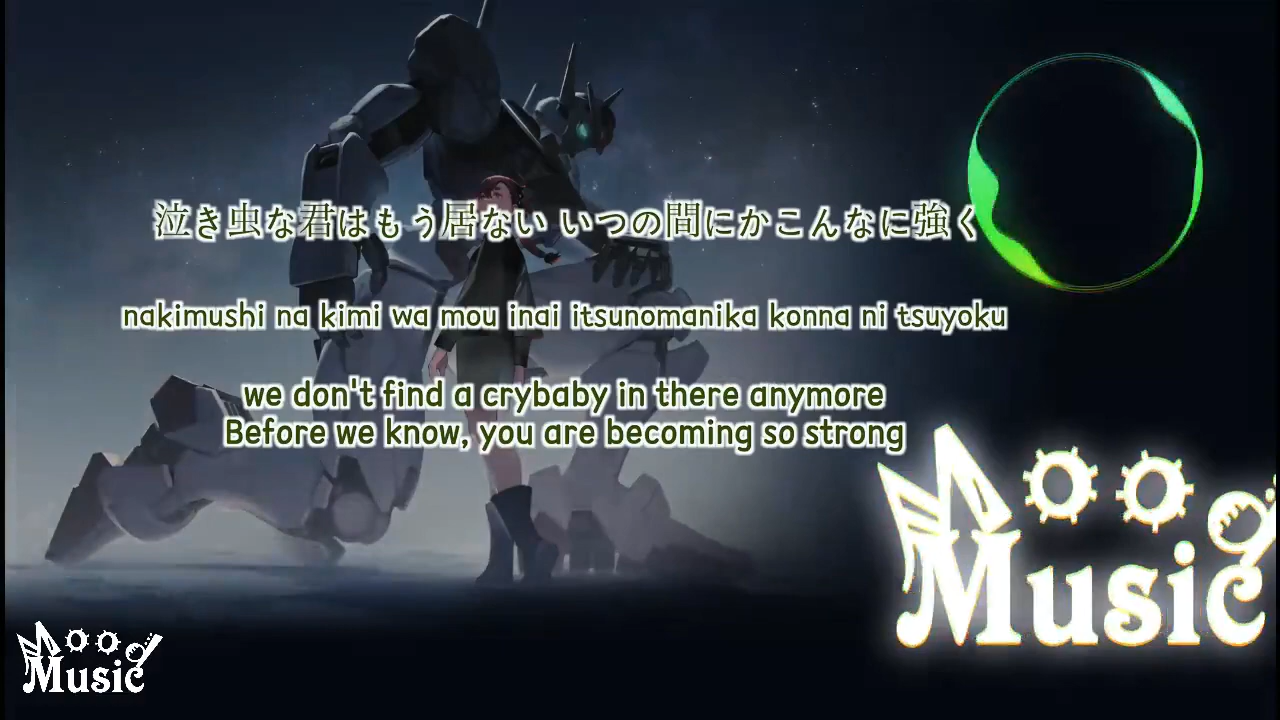 泣き虫な君はもう居ない いつの間にかこんなに強く
nakimushi na kimi wa mou inai itsunomanika konna ni tsuyoku
we don't find a crybaby in there anymore
Before we know, you are becoming so strong
Mood
Music
Mood
Music